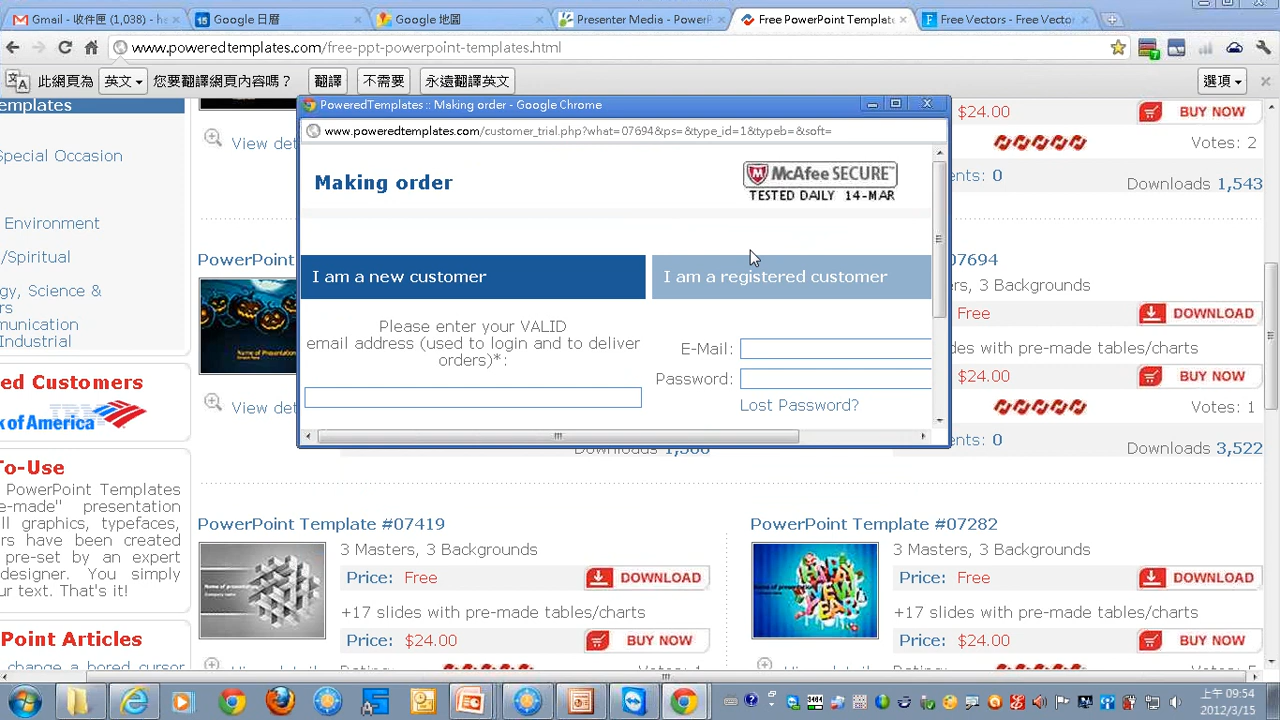 Gmail - 收件匣 (1,038) - ha
Google 日曆
Google 地圖
Presenter Media - PowerP
Free PowerPoint Template
Free Vectors - Free Vector
www.poweredtemplates.com/free-ppt-powerpoint-templates.html
此網頁為 英文 您要翻譯網頁內容嗎？ 翻譯 不需要 永遠翻譯英文 選項
emplates
pecial Occasion
Environment
/Spiritual
gy, Science &
rs
munication
Industrial
ed Customers
k of America
To-Use
PowerPoint Templates
e-made" presentation
ll graphics, typefaces,
rs have been created
pre-set by an expert
designer. You simply
ur text. That's it!
Point Articles
change a bored cursor
View det
PowerPoint
View det
PoweredTemplates :: Making order - Google Chrome
www.poweredtemplates.com/customer_trial.php?what=07694&ps=&type_id=1&typeb=&soft=
Making order
McAfee SECURE™
TESTED DAILY 14-MAR
I am a new customer
I am a registered customer
Please enter your VALID
email address (used to login and to deliver
orders)*:
E-Mail:
Password:
Lost Password?
$24.00 BUY NOW
Votes: 2
ents: 0
Downloads 1,543
07694
ers, 3 Backgrounds
Free DOWNLOAD
des with pre-made tables/charts
$24.00 BUY NOW
Votes: 1
ents: 0
Downloads 3,522
PowerPoint Template #07419
3 Masters, 3 Backgrounds
Price: Free DOWNLOAD
+17 slides with pre-made tables/charts
Price: $24.00 BUY NOW
PowerPoint Template #07282
3 Masters, 3 Backgrounds
Price: Free DOWNLOAD
+17 slides with pre-made tables/charts
Price: $24.00 BUY NOW
上午 09:54
2012/3/15